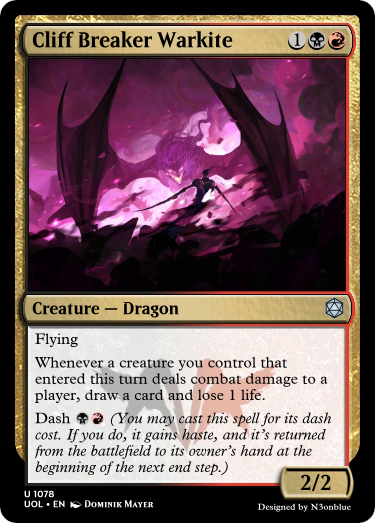 Cliff Breaker Warkite 1
Creature — Dragon
Flying
Whenever a creature you control that
entered this turn deals combat damage to a
player, draw a card and lose 1 life.
Dash (You may cast this spell for its dash
cost. If you do, it gains haste, and it's returned
from the battlefield to its owner's hand at the
beginning of the next end step.)
2/2
U 1078
UOL • EN Dominik Mayer
Designed by N3onblue